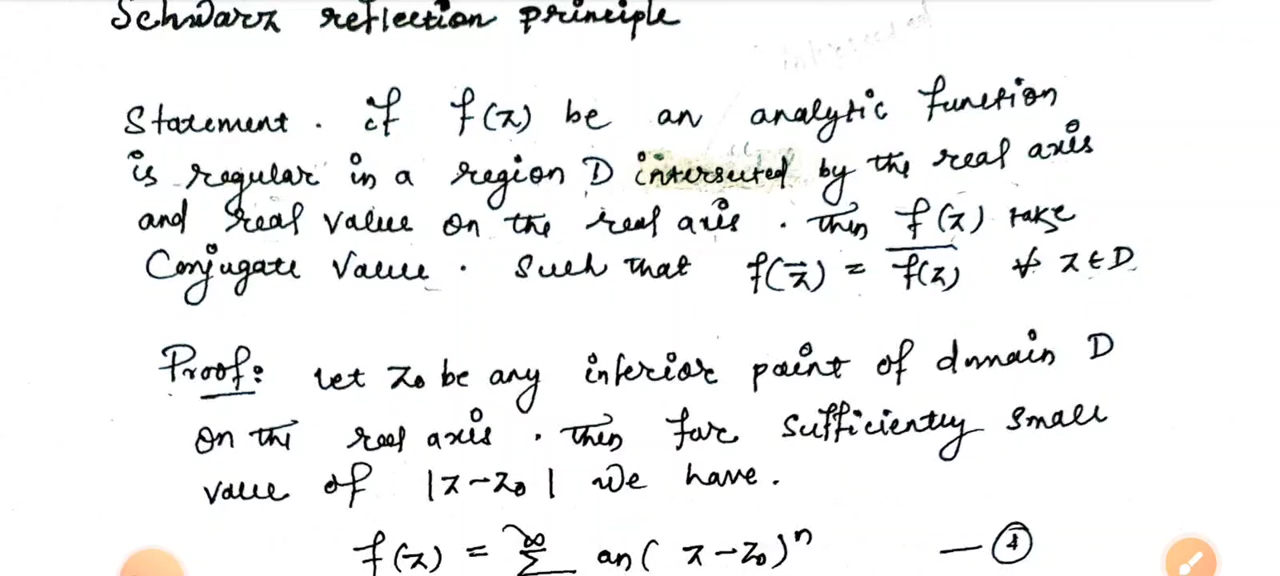 Schwarz reflection principle
Statement. if f(z) be an analytic function
is regular in a region D intersected by the real axis
and real value on the real axis. Then f(z) take
Conjugate Value. Such that f(z̅) = \overline{f(z)} ∀ z ∈ D
Proof: Let z₀ be any interior point of domain D
on the real axis. then for sufficiently small
value of |z-z₀| we have.
f(z) = ∞Σ an(z-z₀)ⁿ —①